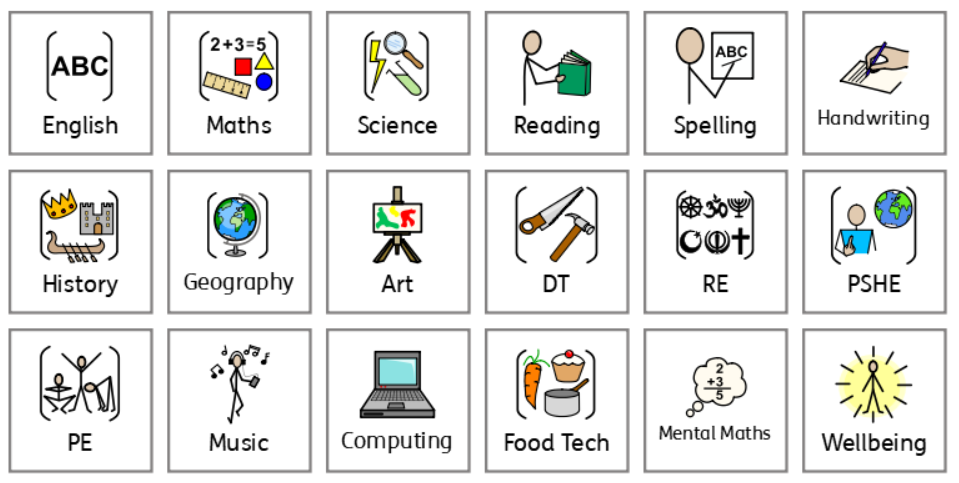 ABC
2+3=5
ABC
English Maths Science Reading Spelling Handwriting
History Geography Art DT RE PSHE
2
+3
5
PE Music Computing Food Tech Mental Maths Wellbeing